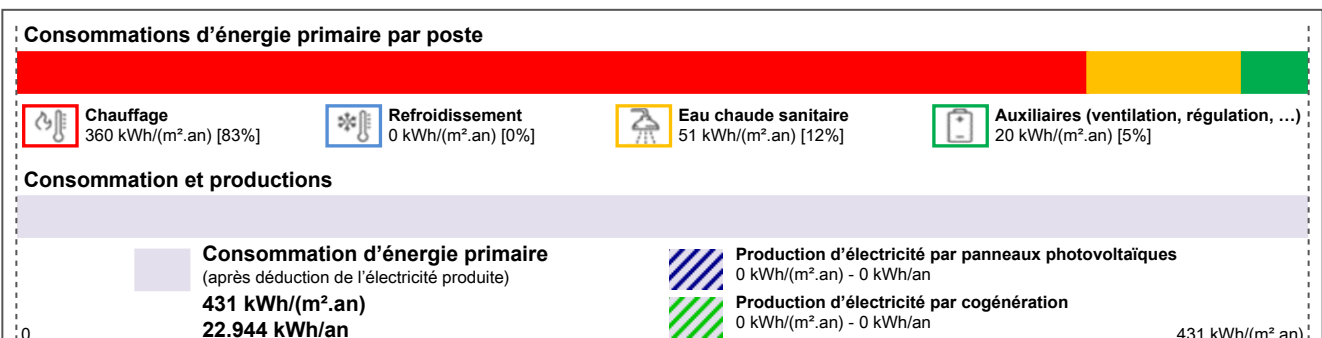 Consommations d’énergie primaire par poste
Chauffage
360 kWh/(m².an) [83%]
Refroidissement
0 kWh/(m².an) [0%]
Eau chaude sanitaire
51 kWh/(m².an) [12%]
Auxiliaires (ventilation, régulation, …)
20 kWh/(m².an) [5%]
Consommation et productions
Consommation d’énergie primaire
(après déduction de l’électricité produite)
431 kWh/(m².an)
22.944 kWh/an
Production d’électricité par panneaux photovoltaïques
0 kWh/(m².an) - 0 kWh/an
Production d’électricité par cogénération
0 kWh/(m².an) - 0 kWh/an
0
431 kWh/(m².an)